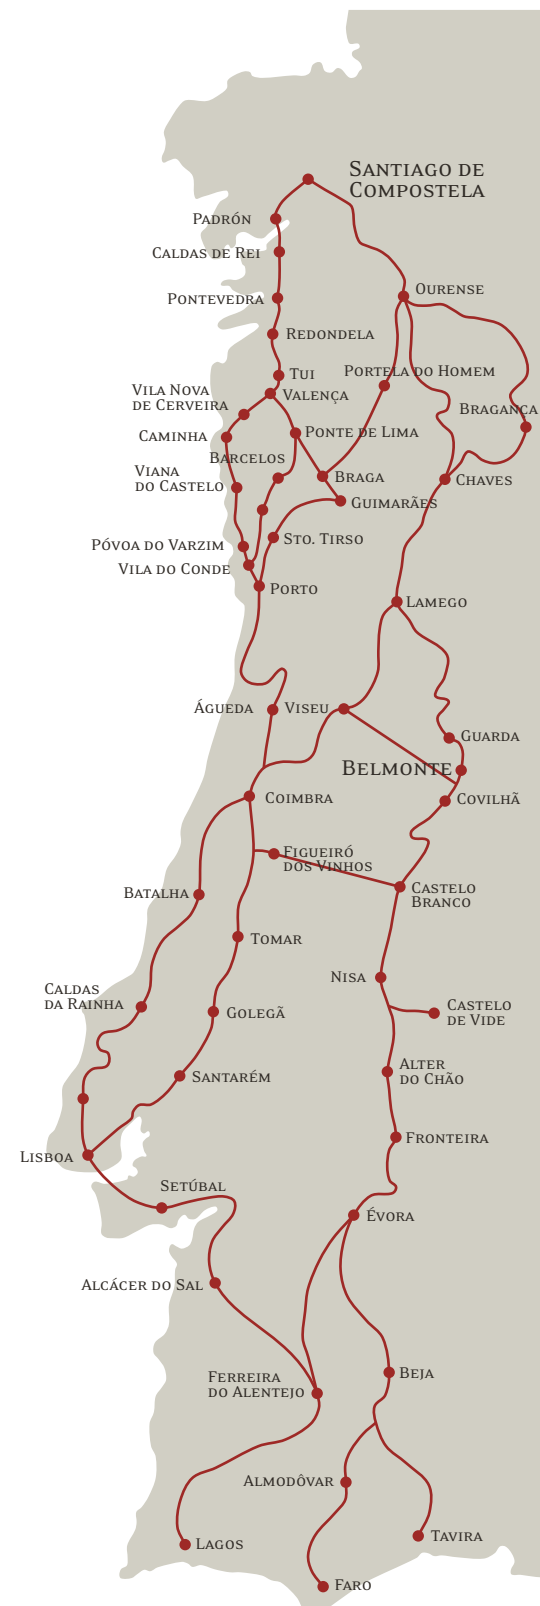 Santiago de
Compostela
Padrón
Caldas de Rei
Ourense
Pontevedra
Redondela
Tui
Portela do Homem
Vila Nova
de Cerveira
Valença
Bragança
Caminha
Ponte de Lima
Barcelos
Viana
do Castelo
Braga
Chaves
Guimarães
Sto. Tirso
Póvoa do Varzim
Vila do Conde
Porto
Lamego
Águeda
Viseu
Guarda
Belmonte
Coimbra
Covilhã
Figueiró
dos Vinhos
Batalha
Castelo
Branco
Tomar
Nisa
Caldas
da Rainha
Golegã
Castelo
de Vide
Alter
do Chão
Santarém
Fronteira
Lisboa
Setúbal
Évora
Alcácer do Sal
Ferreira
do Alentejo
Beja
Almodôvar
Tavira
Lagos
Faro